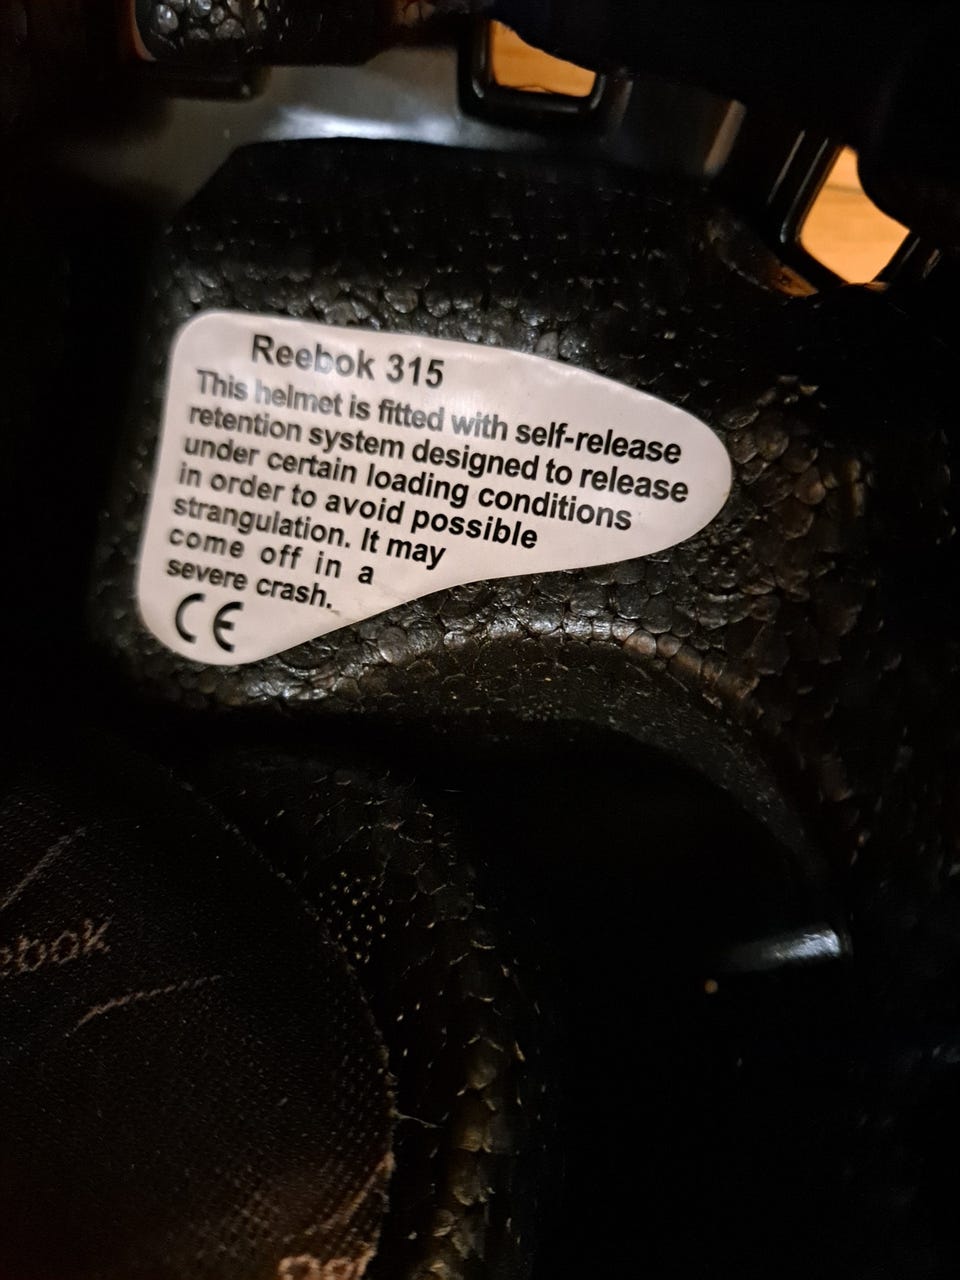 Reebok 315
This helmet is fitted with self-release
retention system designed to release
under certain loading conditions
in order to avoid possible
strangulation. It may
come off in a
severe crash.
CE
ebok